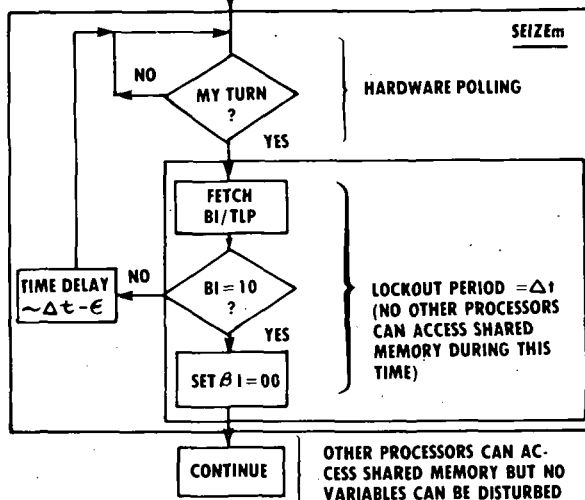 SEIZEm
NO
MY TURN
?
HARDWARE POLLING
YES
FETCH
BI/TLP
TIME DELAY
~Δt-ϵ
NO
BI=10
?
LOCKOUT PERIOD =Δt
(NO OTHER PROCESSORS
CAN ACCESS SHARED
MEMORY DURING THIS
TIME)
YES
SET βI=00
CONTINUE
OTHER PROCESSORS CAN AC-
CESS SHARED MEMORY BUT NO
VARIABLES CAN BE DISTURBED